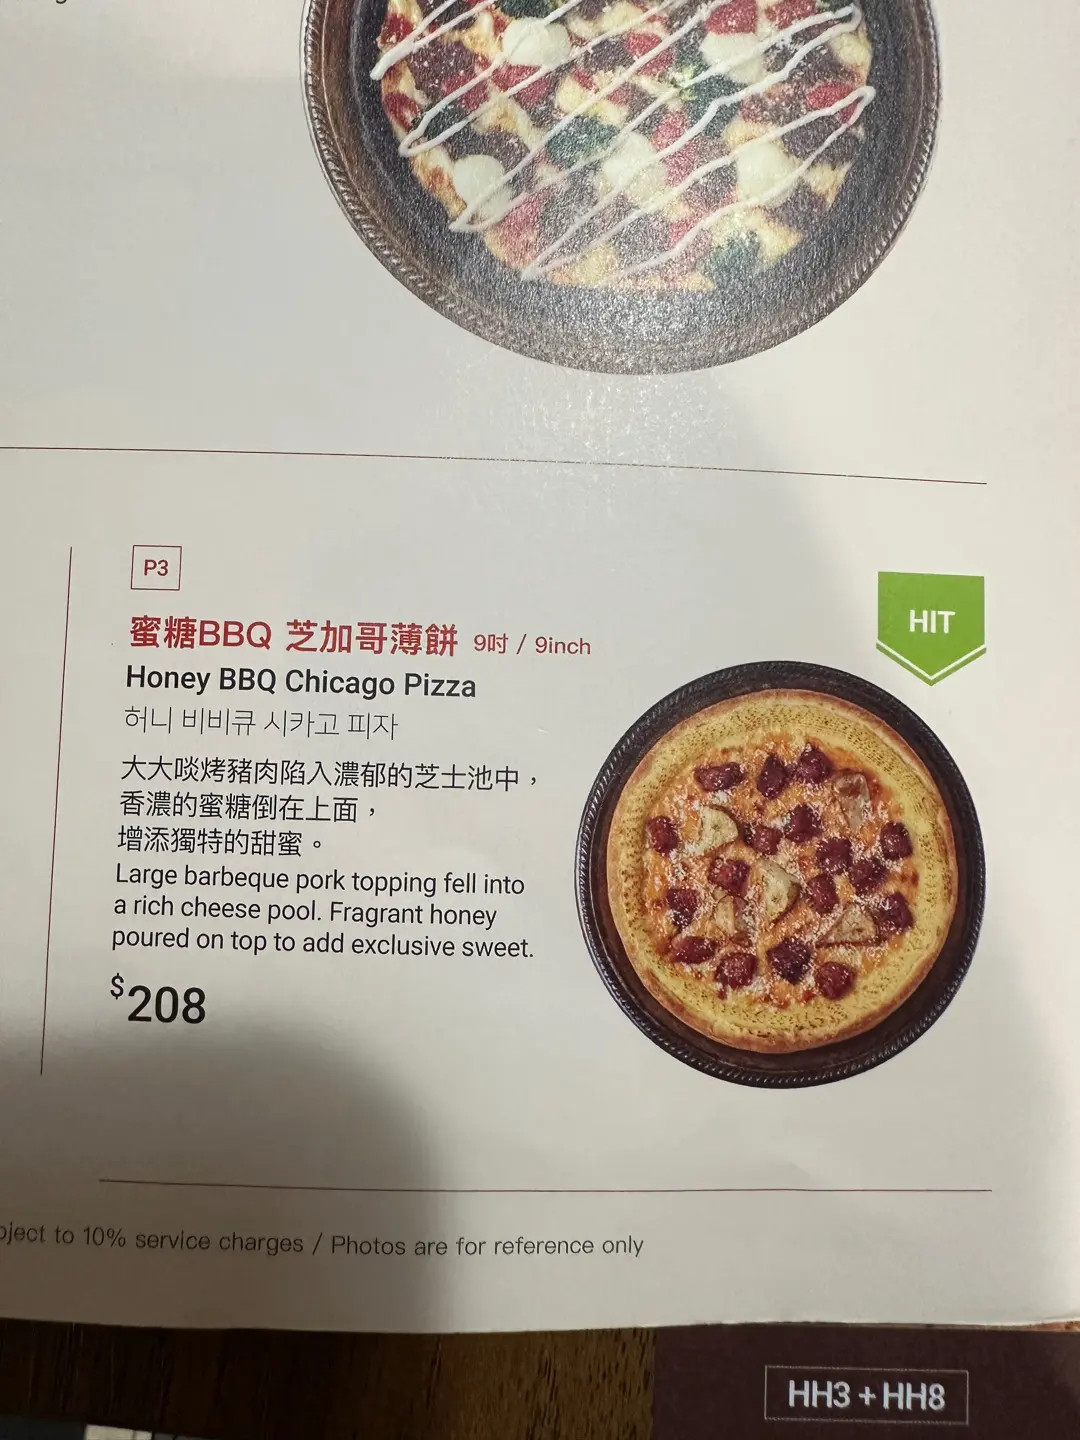 P3
HIT
蜜糖BBQ 芝加哥薄餅 9吋 / 9inch
Honey BBQ Chicago Pizza
허니 비비큐 시카고 피자
大大啖烤豬肉陷入濃郁的芝士池中，
香濃的蜜糖倒在上面，
增添獨特的甜蜜。
Large barbeque pork topping fell into
a rich cheese pool. Fragrant honey
poured on top to add exclusive sweet.
$208
to 10% service charges / Photos are for reference only
HH3 + HH8